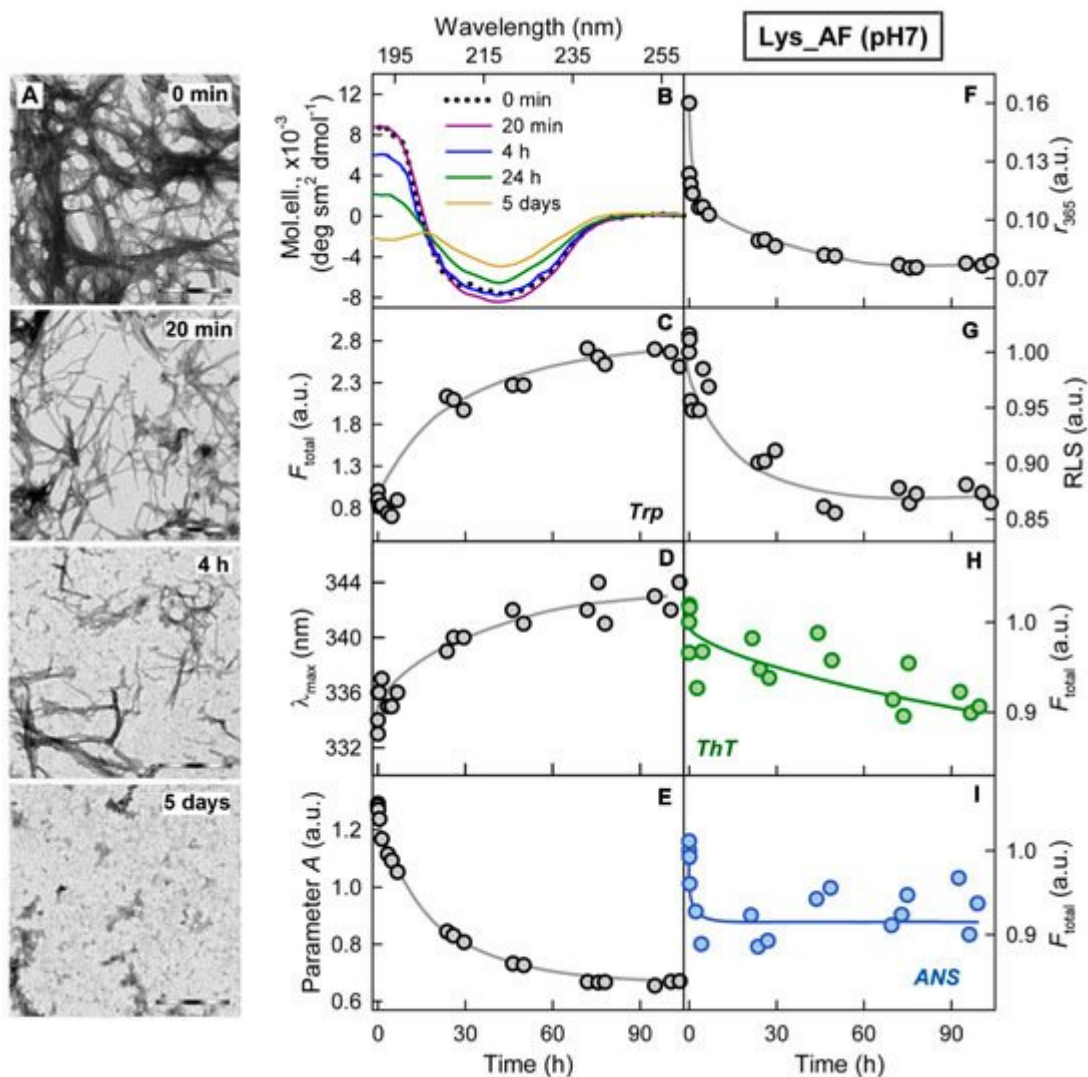 Wavelength (nm)
195 215 235 255
Lys_AF (pH7)
A
0 min
20 min
4 h
5 days
B
Mol.ell., x10⁻³
(deg sm² dmol⁻¹)
12
8
4
0
-4
-8
0 min
20 min
4 h
24 h
5 days
F
r₃₆₅ (a.u.)
0.16
0.13
0.10
0.07
C
F_total (a.u.)
2.8
2.3
1.8
1.3
0.8
Trp
G
RLS (a.u.)
1.00
0.95
0.90
0.85
D
λ_max (nm)
344
340
336
332
H
F_total (a.u.)
1.0
0.9
ThT
E
Parameter A (a.u.)
1.2
1.0
0.8
0.6
I
F_total (a.u.)
1.0
0.9
ANS
0 30 60 90
Time (h)
0 30 60 90
Time (h)